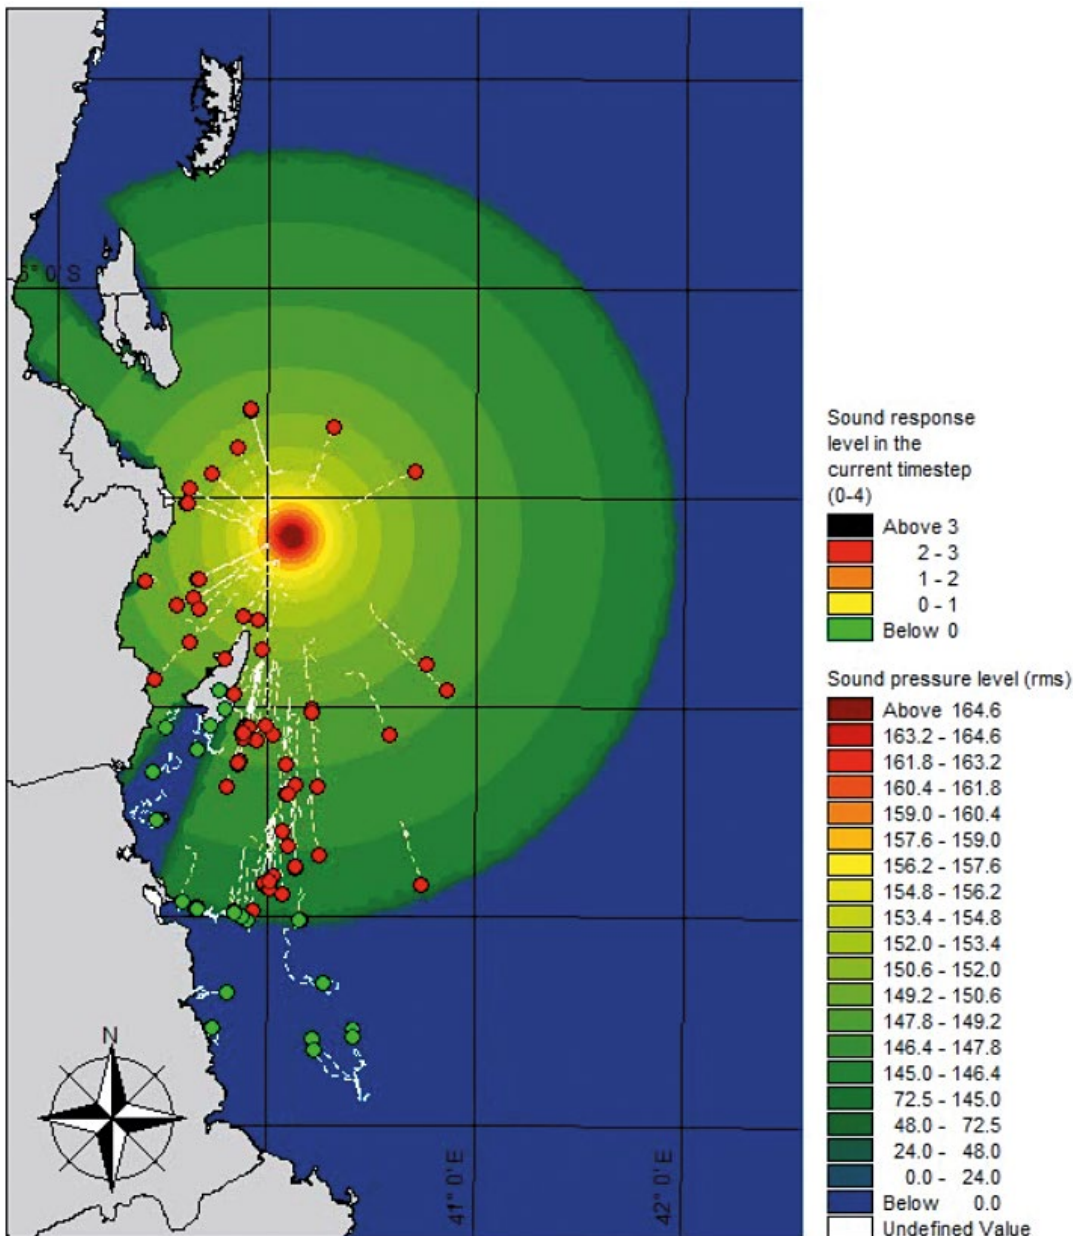 6° 0' S
N
41° 0' E
42° 0' E
Sound response
level in the
current timestep
(0-4)
Above 3
2 - 3
1 - 2
0 - 1
Below 0
Sound pressure level (rms)
Above 164.6
163.2 - 164.6
161.8 - 163.2
160.4 - 161.8
159.0 - 160.4
157.6 - 159.0
156.2 - 157.6
154.8 - 156.2
153.4 - 154.8
152.0 - 153.4
150.6 - 152.0
149.2 - 150.6
147.8 - 149.2
146.4 - 147.8
145.0 - 146.4
72.5 - 145.0
48.0 - 72.5
24.0 - 48.0
0.0 - 24.0
Below 0.0
Undefined Value